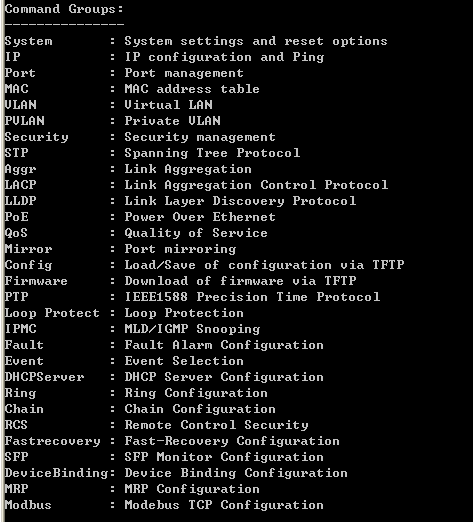 Command Groups:
---------------
System : System settings and reset options
IP : IP configuration and Ping
Port : Port management
MAC : MAC address table
VLAN : Virtual LAN
PVLAN : Private VLAN
Security : Security management
STP : Spanning Tree Protocol
Aggr : Link Aggregation
LACP : Link Aggregation Control Protocol
LLDP : Link Layer Discovery Protocol
PoE : Power Over Ethernet
QoS : Quality of Service
Mirror : Port mirroring
Config : Load/Save of configuration via TFTP
Firmware : Download of firmware via TFTP
PTP : IEEE1588 Precision Time Protocol
Loop Protect : Loop Protection
IPMC : MLD/IGMP Snooping
Fault : Fault Alarm Configuration
Event : Event Selection
DHCPServer : DHCP Server Configuration
Ring : Ring Configuration
Chain : Chain Configuration
RCS : Remote Control Security
Fastrecovery : Fast-Recovery Configuration
SFP : SFP Monitor Configuration
DeviceBinding: Device Binding Configuration
MRP : MRP Configuration
Modbus : Modebus TCP Configuration